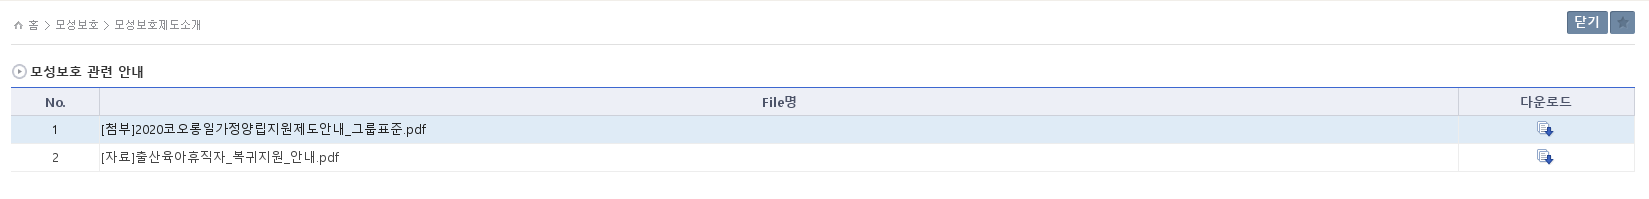 홈 > 모성보호 > 모성보호제도소개
닫기
모성보호 관련 안내
No. File명 다운로드
1 [첨부]2020코오롱일가정양립지원제도안내_그룹표준.pdf
2 [자료]출산육아휴직자_복귀지원_안내.pdf